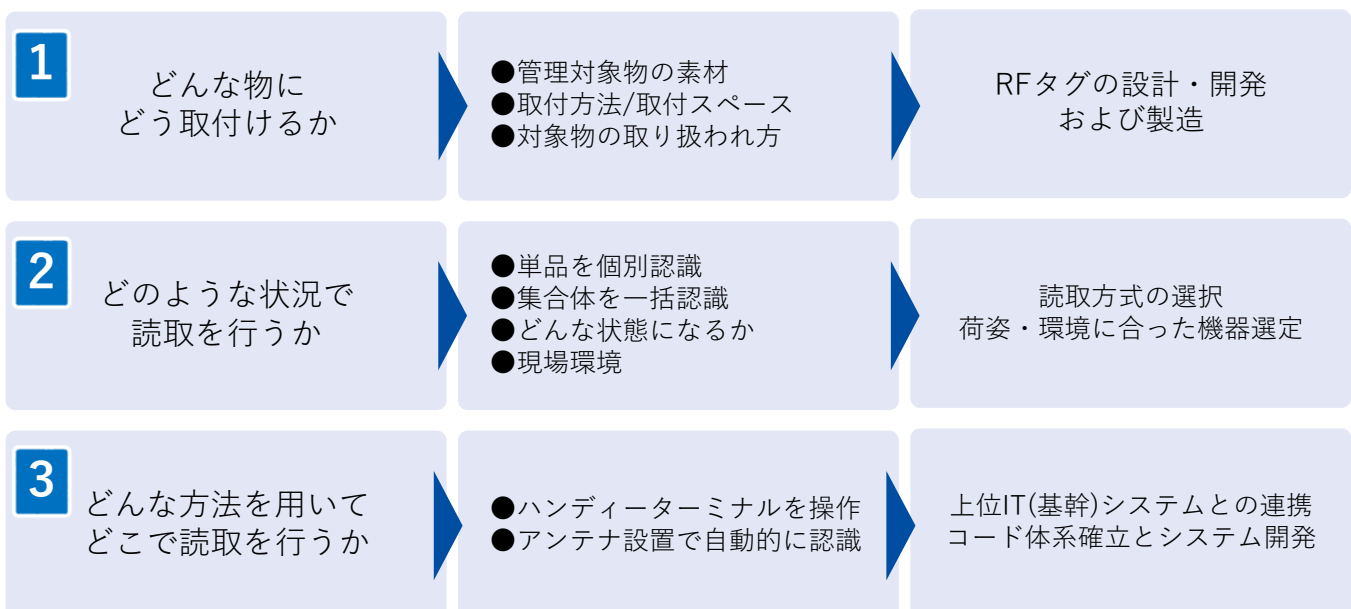 1
どんな物に
どう取付けるか
●管理対象物の素材
●取付方法/取付スペース
●対象物の取り扱われ方
RFタグの設計・開発
および製造
2
どのような状況で
読取を行うか
●単品を個別認識
●集合体を一括認識
●どんな状態になるか
●現場環境
読取方式の選択
荷姿・環境に合った機器選定
3
どんな方法を用いて
どこで読取を行うか
●ハンディーターミナルを操作
●アンテナ設置で自動的に認識
上位IT(基幹)システムとの連携
コード体系確立とシステム開発